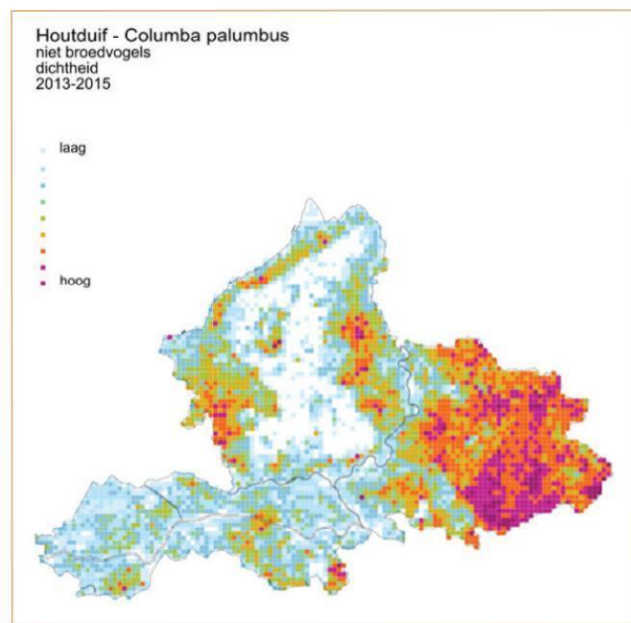 Houtduif - Columba palumbus
niet broedvogels
dichtheid
2013-2015
laag
hoog